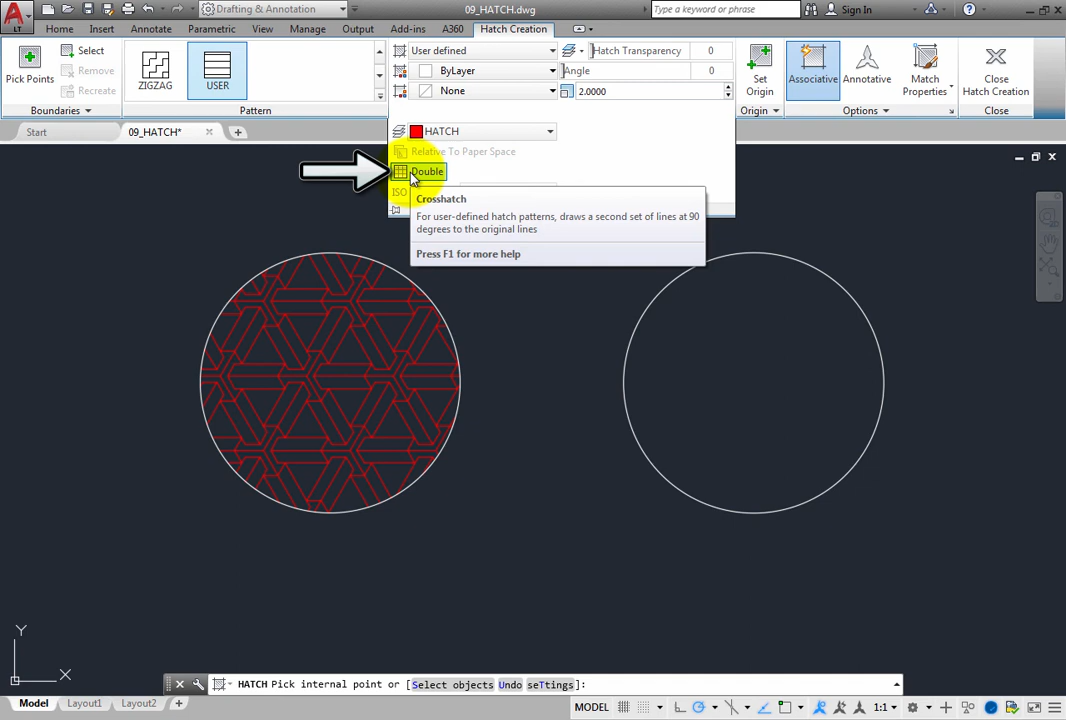 Drafting & Annotation
09_HATCH.dwg
Type a keyword or phrase
Sign In
LT
Home Insert Annotate Parametric View Manage Output Add-ins A360 Hatch Creation
Pick Points
Select
Remove
Recreate
Boundaries
ZIGZAG
USER
Pattern
User defined
ByLayer
None
Hatch Transparency 0
Angle 0
2.0000
HATCH
Relative To Paper Space
Double
ISO
Set
Origin
Origin
Associative
Annotative
Match
Properties
Options
Close
Hatch Creation
Close
Start
09_HATCH*
Crosshatch
For user-defined hatch patterns, draws a second set of lines at 90
degrees to the original lines
Press F1 for more help
Y
X
HATCH Pick internal point or [Select objects Undo seTtings]:
Model Layout1 Layout2
MODEL
1:1